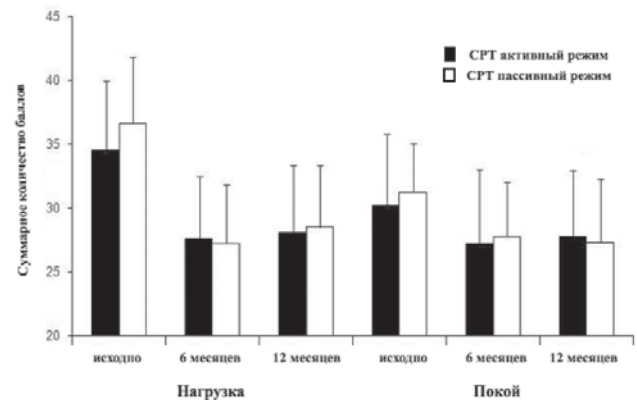 45
40
35
30
25
20
Суммарное количество баллов
СРТ активный режим
СРТ пассивный режим
исходно 6 месяцев 12 месяцев исходно 6 месяцев 12 месяцев
Нагрузка Покой